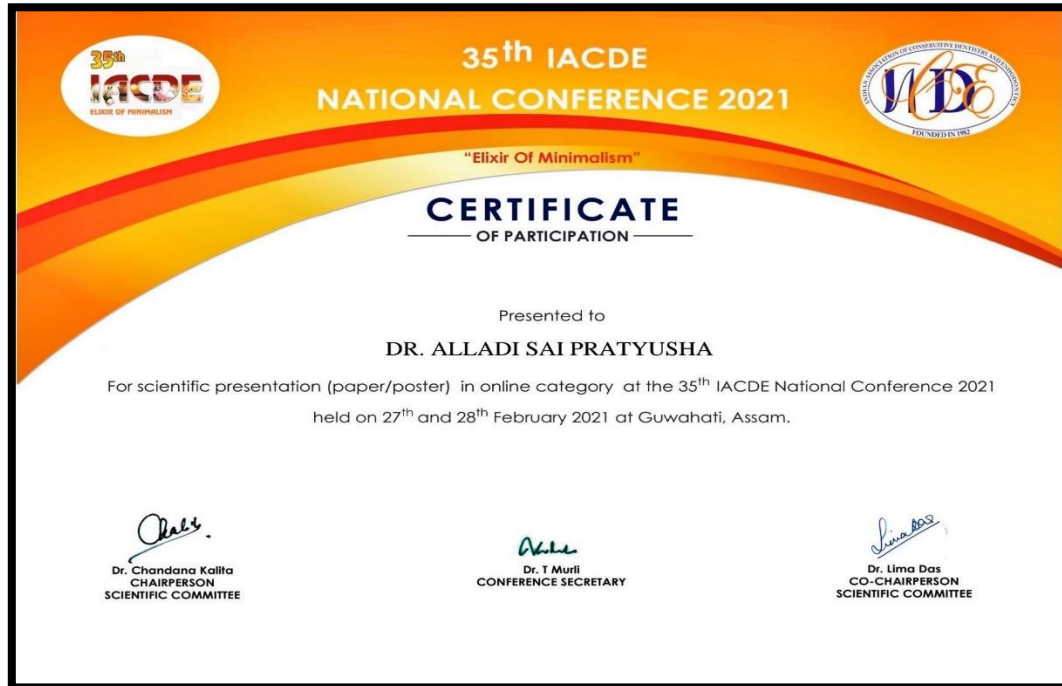 35th
IACDE
ELIXIR OF MINIMALISM
35th IACDE
NATIONAL CONFERENCE 2021
INDIAN ASSOCIATION OF CONSERVATIVE DENTISTRY AND ENDODONTICS
IACDE
FOUNDED IN 1982
"Elixir Of Minimalism"
CERTIFICATE
OF PARTICIPATION
Presented to
DR. ALLADI SAI PRATYUSHA
For scientific presentation (paper/poster) in online category at the 35th IACDE National Conference 2021
held on 27th and 28th February 2021 at Guwahati, Assam.
Dr. Chandana Kalita
CHAIRPERSON
SCIENTIFIC COMMITTEE
Dr. T Murli
CONFERENCE SECRETARY
Lima Das
Dr. Lima Das
CO-CHAIRPERSON
SCIENTIFIC COMMITTEE